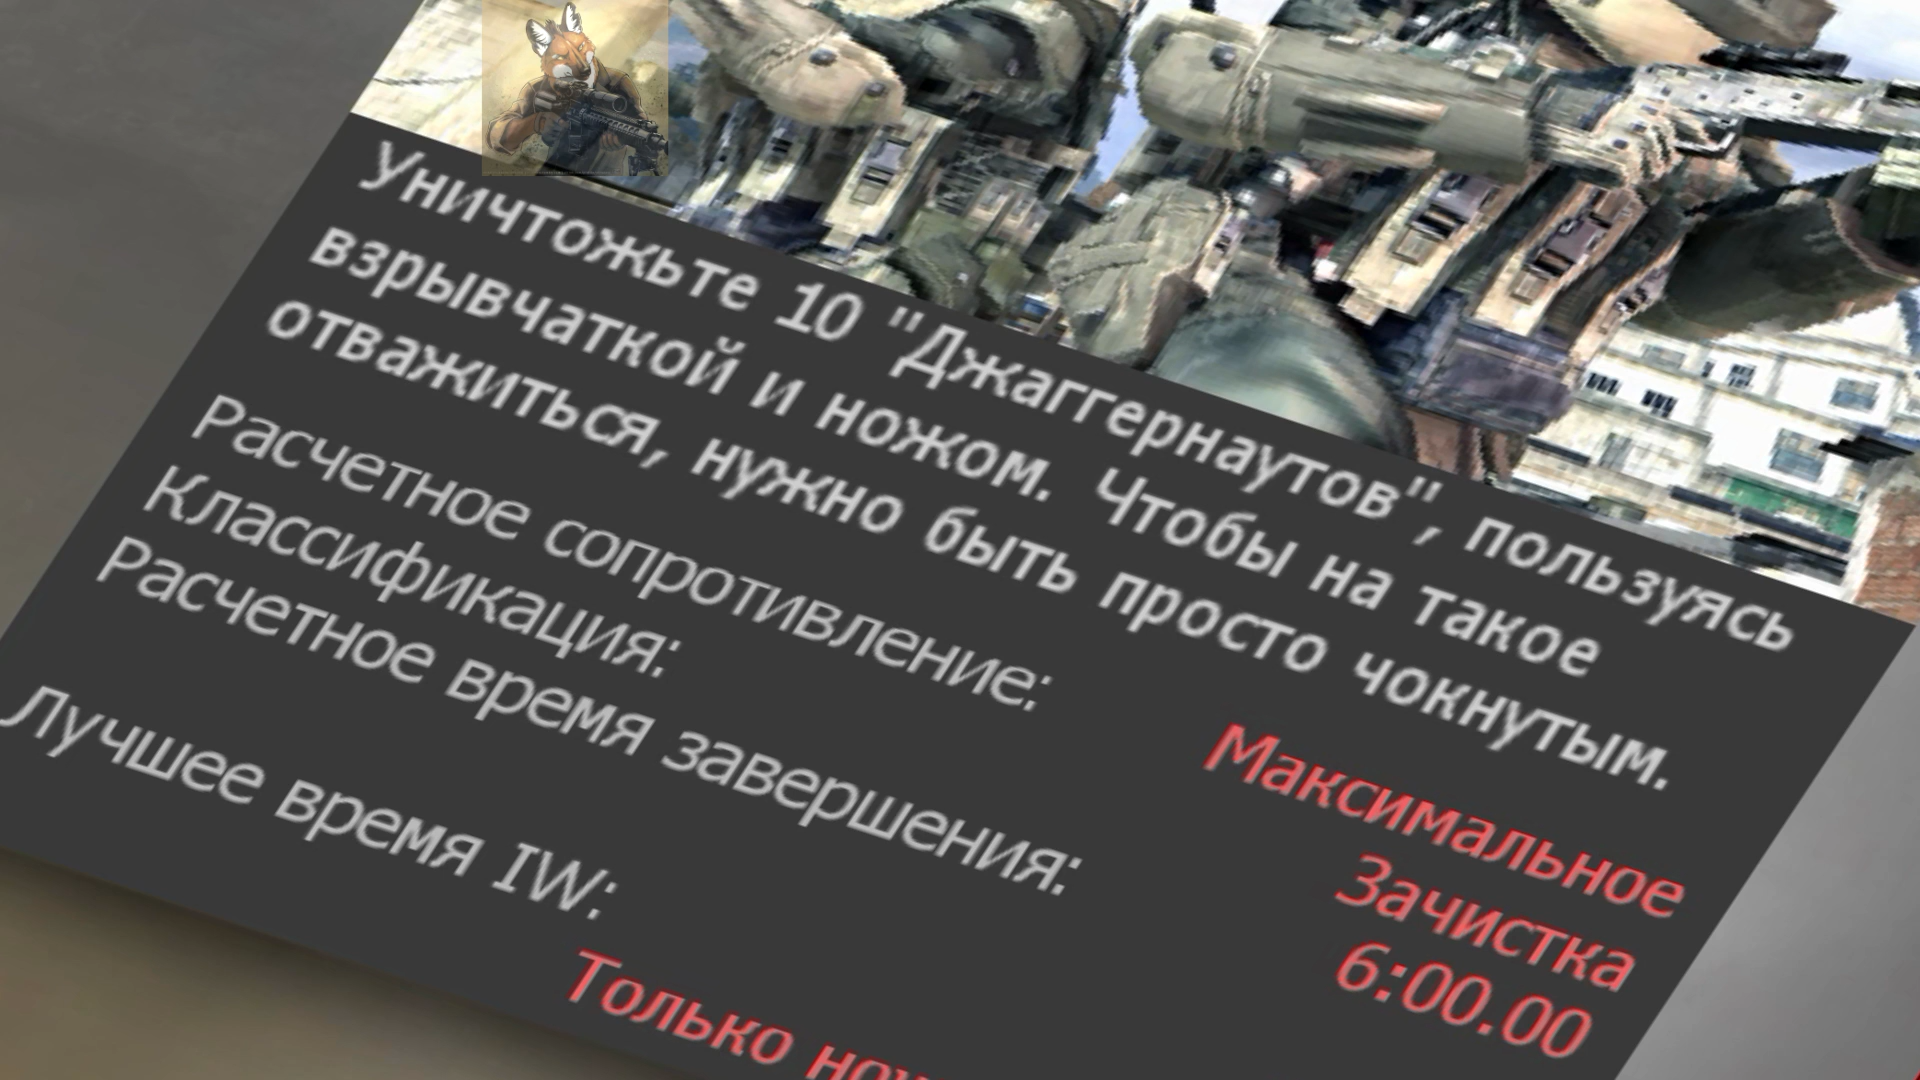 Уничтожьте 10 "Джаггернаутов", пользуясь
взрывчаткой и ножом. Чтобы на такое
отважиться, нужно быть просто чокнутым.
Расчетное сопротивление: Максимальное
Классификация: Зачистка
Расчетное время завершения: 6:00.00
Лучшее время IW:
Только